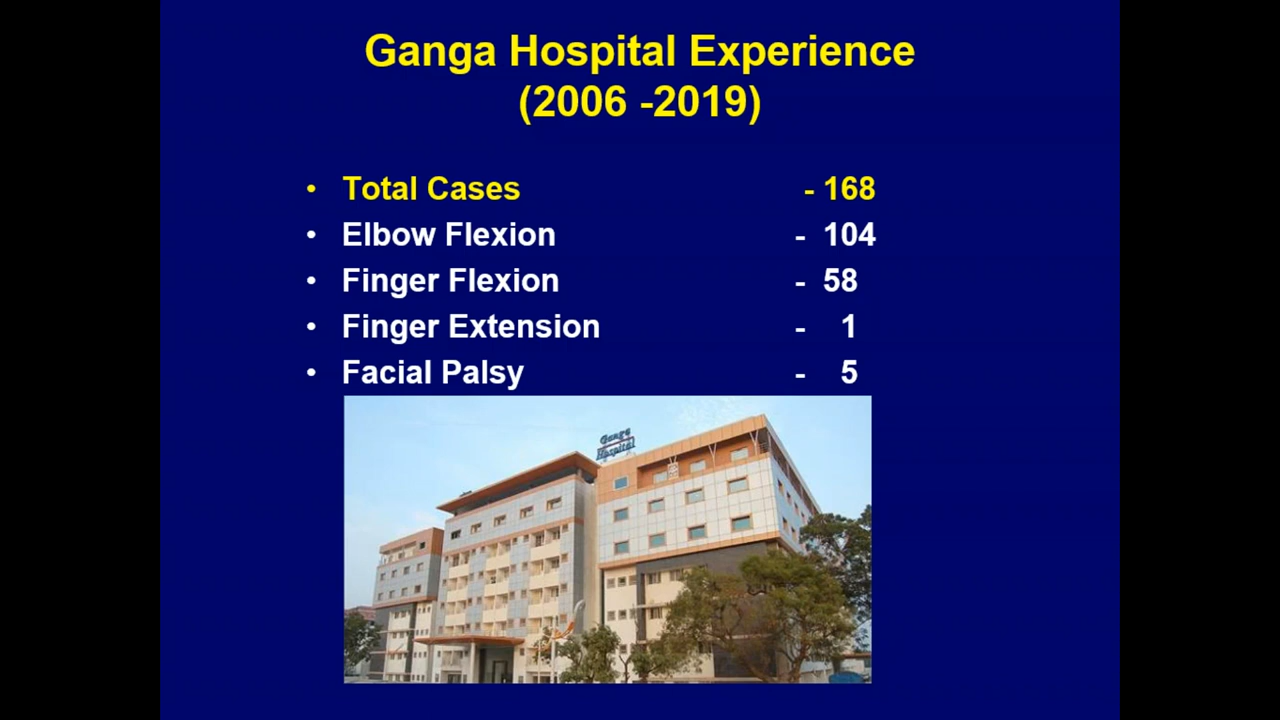 Ganga Hospital Experience
(2006 -2019)
• Total Cases - 168
• Elbow Flexion - 104
• Finger Flexion - 58
• Finger Extension - 1
• Facial Palsy - 5
Ganga
Hospital